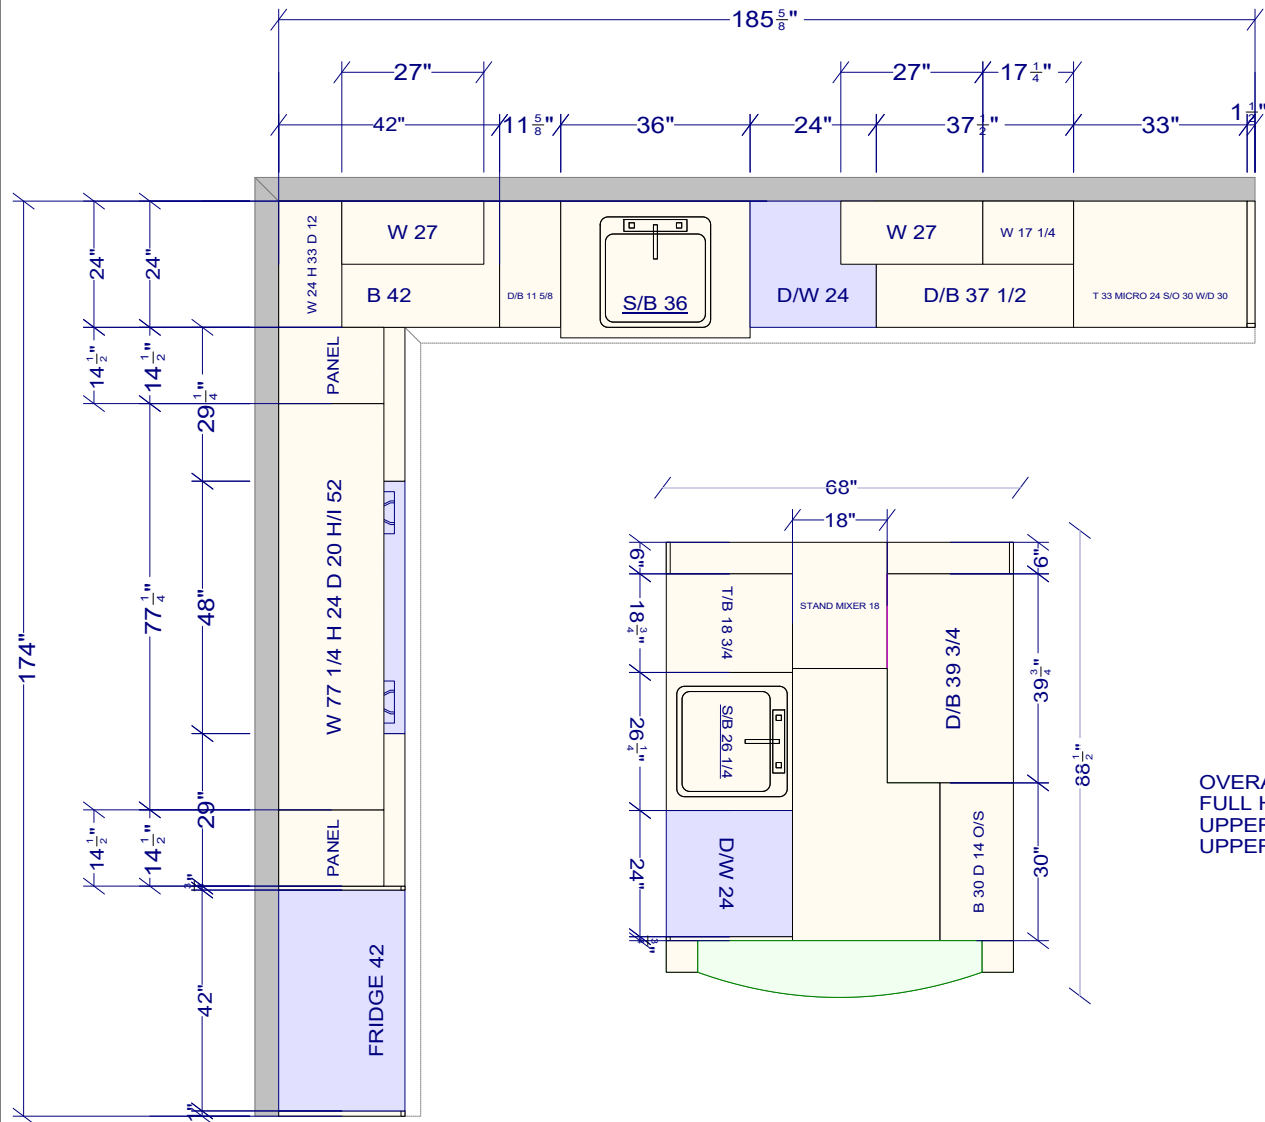 185 5/8"
27"
27"
17 1/4"
42"
11 5/8"
36"
24"
37 1/2"
33"
1 1/2"
W 24 H 33 D 12
W 27
B 42
D/B 11 5/8
S/B 36
D/W 24
W 27
W 17 1/4
D/B 37 1/2
T 33 MICRO 24 S/O 30 W/D 30
174"
24"
14 1/2"
14 1/2"
24"
14 1/2"
77 1/4"
14 1/2"
29 1/4"
48"
29"
42"
1"
PANEL
W 77 1/4 H 24 D 20 H/I 52
PANEL
FRIDGE 42
68"
18"
6"
18 3/4"
26 1/4"
24"
T/B 18 3/4
STAND MIXER 18
S/B 26 1/4
D/W 24
D/B 39 3/4
B 30 D 14 O/S
6"
39 3/4"
30"
88 1/2"
OVERA
FULL H
UPPER
UPPER